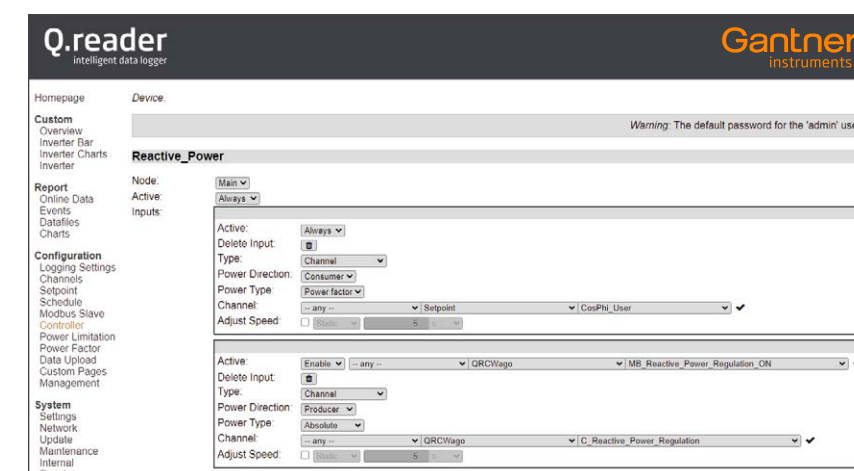 Q.reader
intelligent data logger
Gantner
instruments
Homepage
Device.
Warning: The default password for the 'admin' use
Custom
Overview
Inverter Bar
Inverter Charts
Inverter
Report
Online Data
Events
Datafiles
Charts
Configuration
Logging Settings
Channels
Setpoint
Schedule
Modbus Slave
Controller
Power Limitation
Power Factor
Data Upload
Custom Pages
Management
System
Settings
Network
Update
Maintenance
Internal
Reactive_Power
Node: Main
Active: Always
Inputs:
Active: Always
Delete Input:
Type: Channel
Power Direction: Consumer
Power Type: Power factor
Channel: -- any -- Setpoint CosPhi_User
Adjust Speed: Static 5 s
Active: Enable -- any -- QRCWago MB_Reactive_Power_Regulation_ON
Delete Input:
Type: Channel
Power Direction: Producer
Power Type: Absolute
Channel: -- any -- QRCWago C_Reactive_Power_Regulation
Adjust Speed: Static 5 s